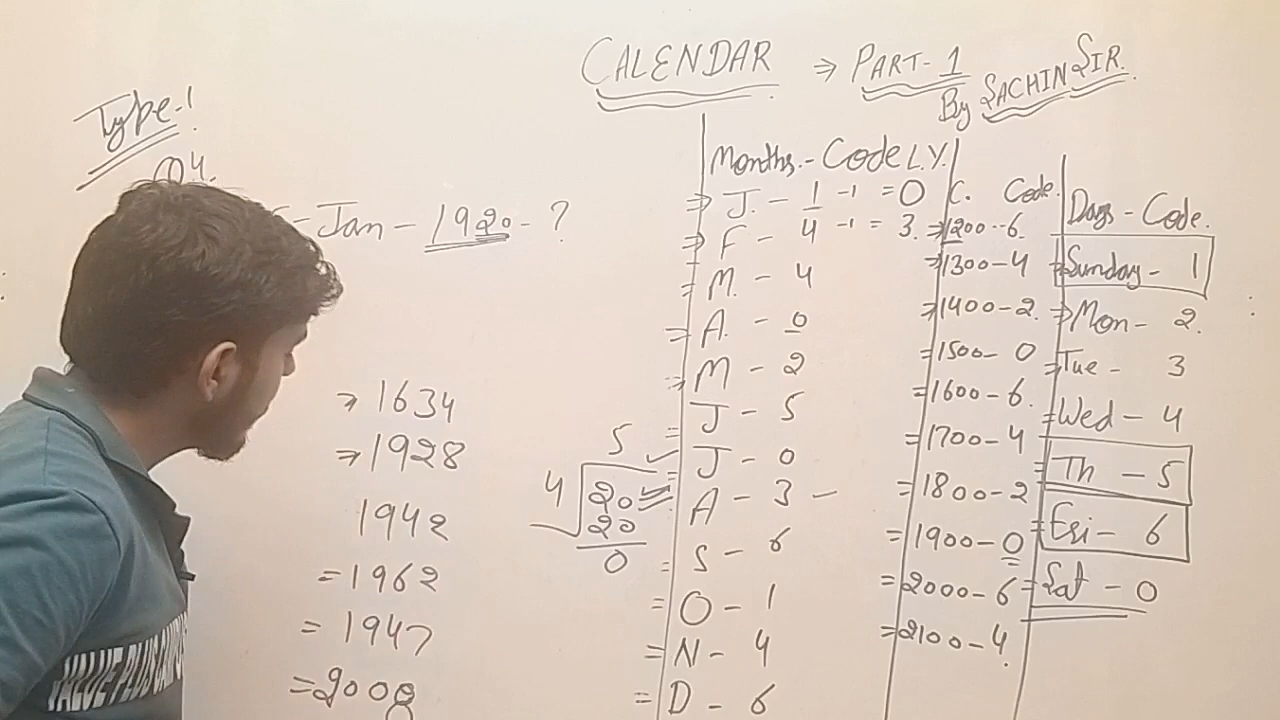 CALENDAR ⇒ PART-1
By SACHIN SIR.
Type-1
Q4.
Jan - 1920 - ?
→ 1634
→ 1928
1942
= 1962
= 1947
= 2008
5
4 20
20
0
Months. - Code L.Y.
⇒ J. - 1 -1 = 0
⇒ F - 4 -1 = 3.
= M. - 4
⇒ A. - 0
⇒ M - 2
= J - 5
= J - 0
A - 3 -
= S - 6
= O - 1
= N - 4
= D - 6
C. Code.
⇒ 1200 - 6.
⇒ 1300 - 4
⇒ 1400 - 2.
= 1500 - 0
= 1600 - 6.
= 1700 - 4
= 1800 - 2
= 1900 - 0
= 2000 - 6
= 2100 - 4.
Days - Code.
Sunday - 1
⇒ Mon - 2.
= Tue - 3
= Wed - 4
= Th - 5
= Fri - 6
= Sat - 0
VALUE PLUS